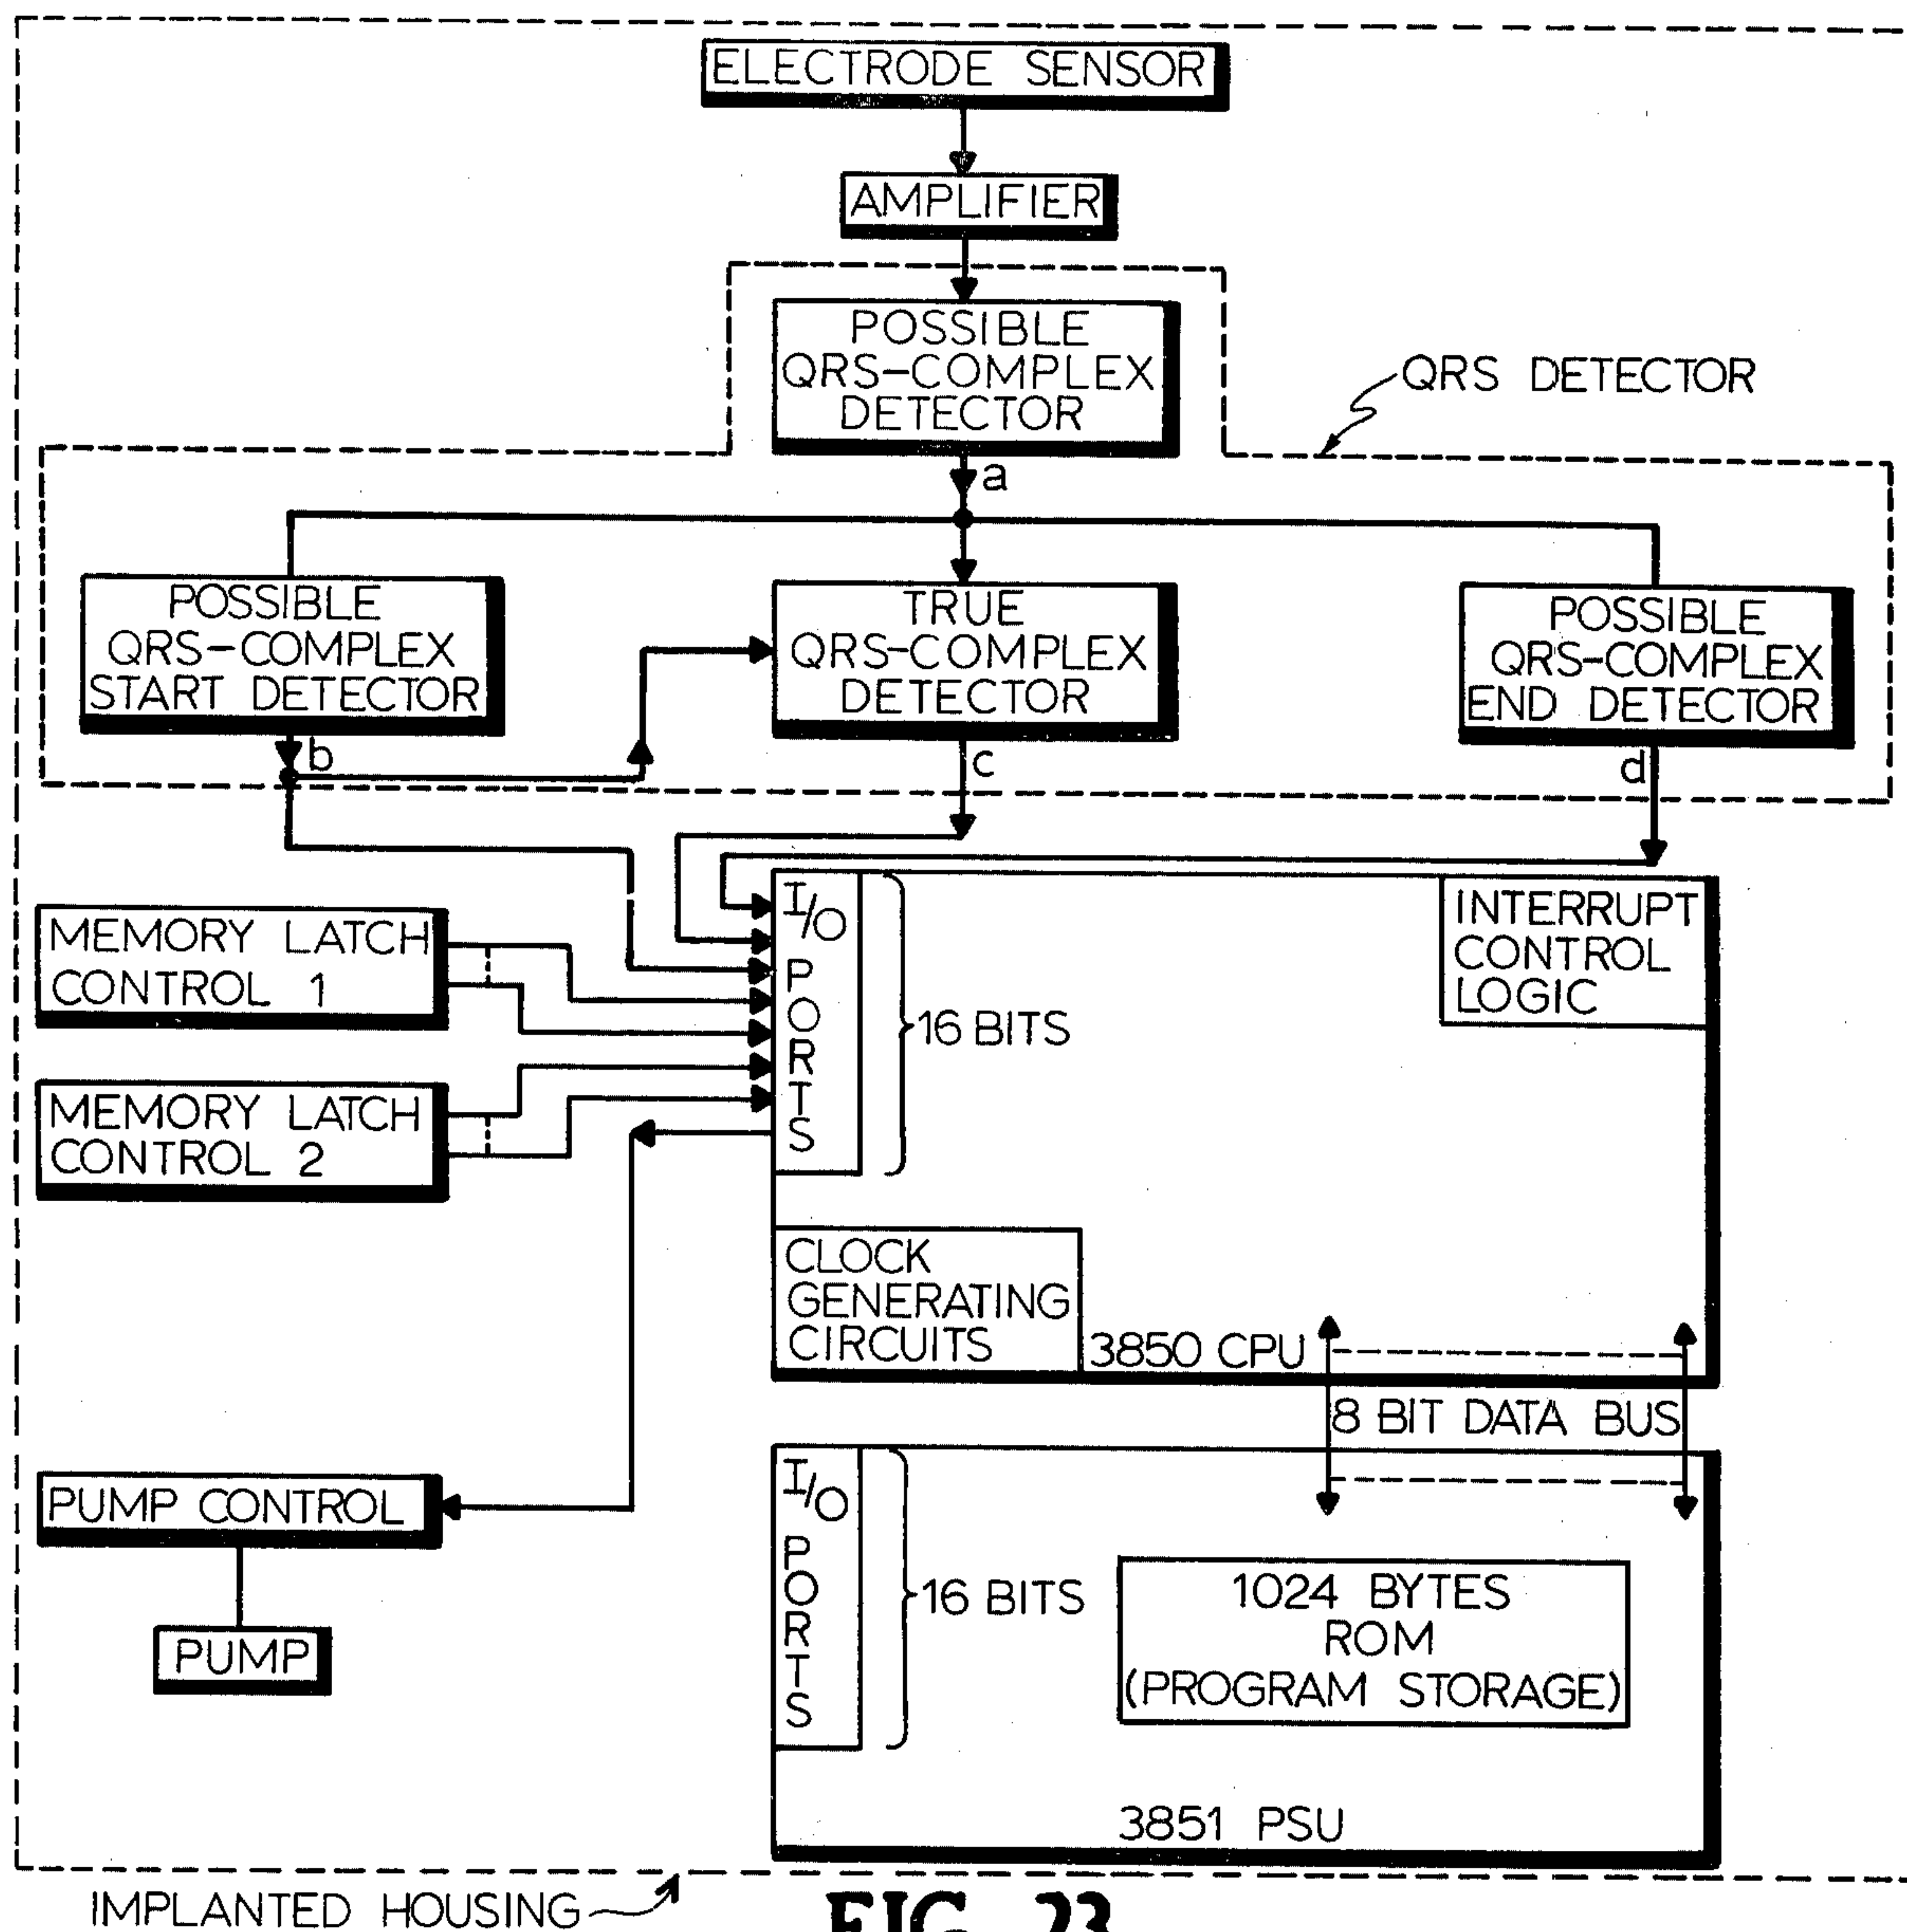 ELECTRODE SENSOR
AMPLIFIER
POSSIBLE
QRS-COMPLEX
DETECTOR
QRS DETECTOR
a
POSSIBLE
QRS-COMPLEX
START DETECTOR
TRUE
QRS-COMPLEX
DETECTOR
POSSIBLE
QRS-COMPLEX
END DETECTOR
b
c
d
MEMORY LATCH
CONTROL 1
MEMORY LATCH
CONTROL 2
I/O
PORTS
16 BITS
INTERRUPT
CONTROL
LOGIC
CLOCK
GENERATING
CIRCUITS
3850 CPU
8 BIT DATA BUS
PUMP CONTROL
PUMP
I/O
PORTS
16 BITS
1024 BYTES
ROM
(PROGRAM STORAGE)
3851 PSU
IMPLANTED HOUSING
FIG. 23